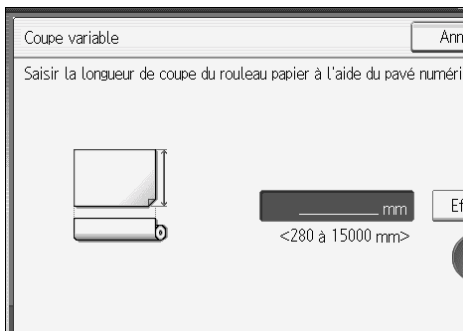 Coupe variable
Ann
Saisir la longueur de coupe du rouleau papier à l'aide du pavé numéri
mm
Ef
<280 à 15000 mm>